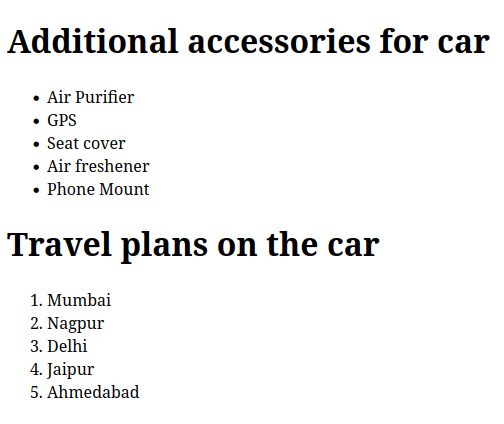 Additional accessories for car
• Air Purifier
• GPS
• Seat cover
• Air freshener
• Phone Mount
Travel plans on the car
1. Mumbai
2. Nagpur
3. Delhi
4. Jaipur
5. Ahmedabad